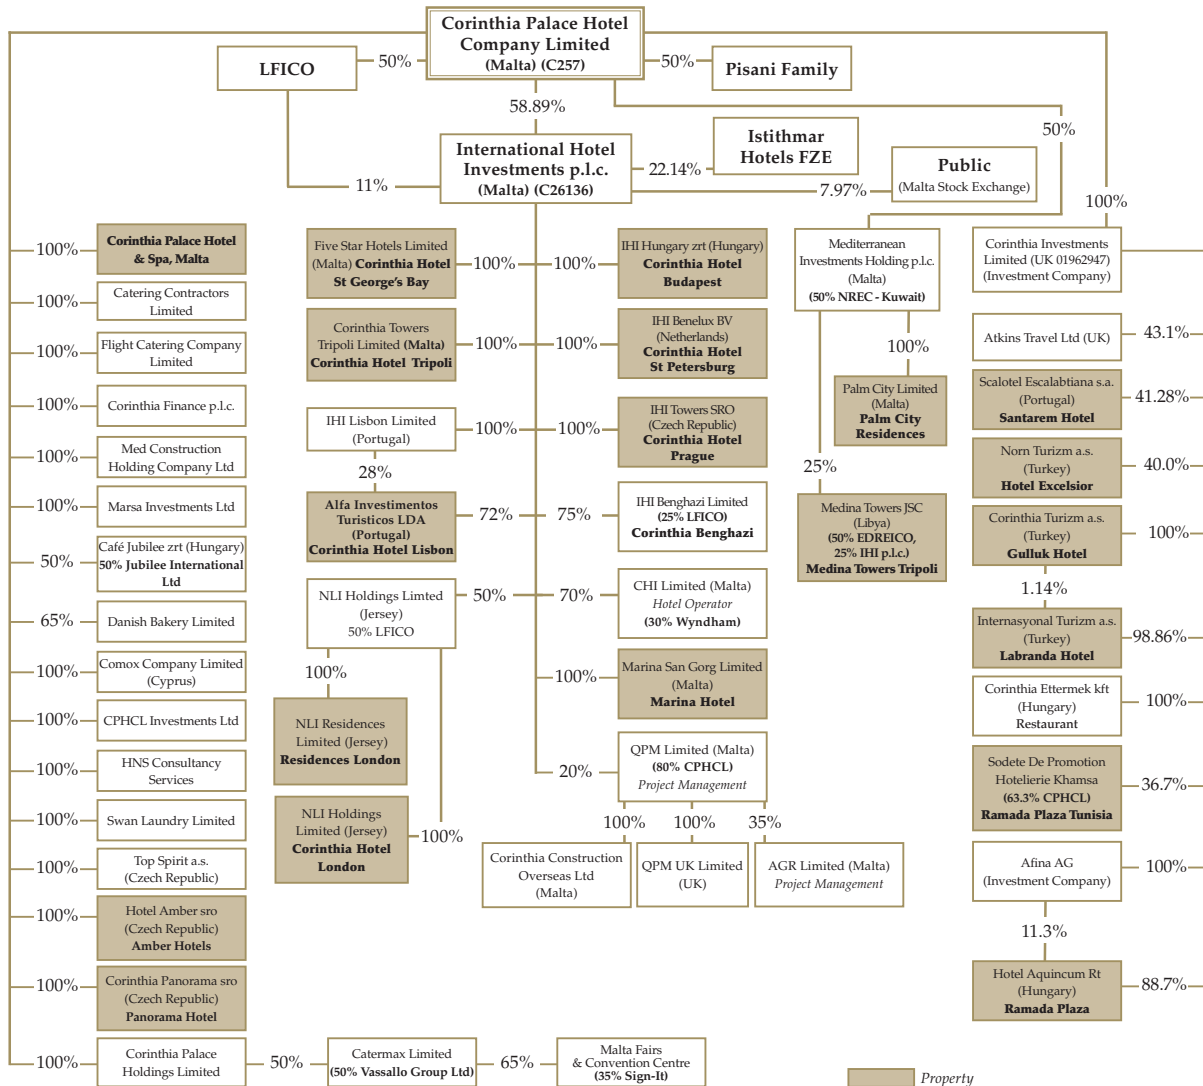 Corinthia Palace Hotel
Company Limited
(Malta) (C257)
LFICO
50%
50%
Pisani Family
58.89%
50%
International Hotel
Investments p.l.c.
(Malta) (C26136)
11%
22.14%
Istithmar
Hotels FZE
7.97%
Public
(Malta Stock Exchange)
100%
100%
Corinthia Palace Hotel
& Spa, Malta
100%
Catering Contractors
Limited
100%
Flight Catering Company
Limited
100%
Corinthia Finance p.l.c.
100%
Med Construction
Holding Company Ltd
100%
Marsa Investments Ltd
50%
Café Jubilee zrt (Hungary)
50% Jubilee International
Ltd
65%
Danish Bakery Limited
100%
Comox Company Limited
(Cyprus)
100%
CPHCL Investments Ltd
100%
HNS Consultancy
Services
100%
Swan Laundry Limited
100%
Top Spirit a.s.
(Czech Republic)
100%
Hotel Amber sro
(Czech Republic)
Amber Hotels
100%
Corinthia Panorama sro
(Czech Republic)
Panorama Hotel
100%
Corinthia Palace
Holdings Limited
50%
Catermax Limited
(50% Vassallo Group Ltd)
65%
Malta Fairs
& Convention Centre
(35% Sign-It)
Five Star Hotels Limited
(Malta) Corinthia Hotel
St George's Bay
100%
Corinthia Towers
Tripoli Limited (Malta)
Corinthia Hotel Tripoli
100%
IHI Lisbon Limited
(Portugal)
100%
28%
Alfa Investimentos
Turisticos LDA
(Portugal)
Corinthia Hotel Lisbon
72%
NLI Holdings Limted
(Jersey)
50% LFICO
50%
100%
NLI Residences
Limited (Jersey)
Residences London
NLI Holdings
Limited (Jersey)
Corinthia Hotel
London
100%
100%
IHI Hungary zrt (Hungary)
Corinthia Hotel
Budapest
100%
IHI Benelux BV
(Netherlands)
Corinthia Hotel
St Petersburg
100%
IHI Towers SRO
(Czech Republic)
Corinthia Hotel
Prague
75%
IHI Benghazi Limited
(25% LFICO)
Corinthia Benghazi
70%
CHI Limited (Malta)
Hotel Operator
(30% Wyndham)
100%
Marina San Gorg Limited
(Malta)
Marina Hotel
20%
QPM Limited (Malta)
(80% CPHCL)
Project Management
100%
100%
35%
Corinthia Construction
Overseas Ltd
(Malta)
QPM UK Limited
(UK)
AGR Limited (Malta)
Project Management
Mediterranean
Investments Holding p.l.c.
(Malta)
(50% NREC - Kuwait)
100%
Palm City Limited
(Malta)
Palm City
Residences
25%
Medina Towers JSC
(Libya)
(50% EDREICO,
25% IHI p.l.c.)
Medina Towers Tripoli
Corinthia Investments
Limited (UK 01962947)
(Investment Company)
Atkins Travel Ltd (UK)
43.1%
Scalotel Escalabtiana s.a.
(Portugal)
Santarem Hotel
41.28%
Norn Turizm a.s.
(Turkey)
Hotel Excelsior
40.0%
Corinthia Turizm a.s.
(Turkey)
Gulluk Hotel
100%
1.14%
Internasyonal Turizm a.s.
(Turkey)
Labranda Hotel
98.86%
Corinthia Ettermek kft
(Hungary)
Restaurant
100%
Sodete De Promotion
Hotelierie Khamsa
(63.3% CPHCL)
Ramada Plaza Tunisia
36.7%
Afina AG
(Investment Company)
100%
11.3%
Hotel Aquincum Rt
(Hungary)
Ramada Plaza
88.7%
Property